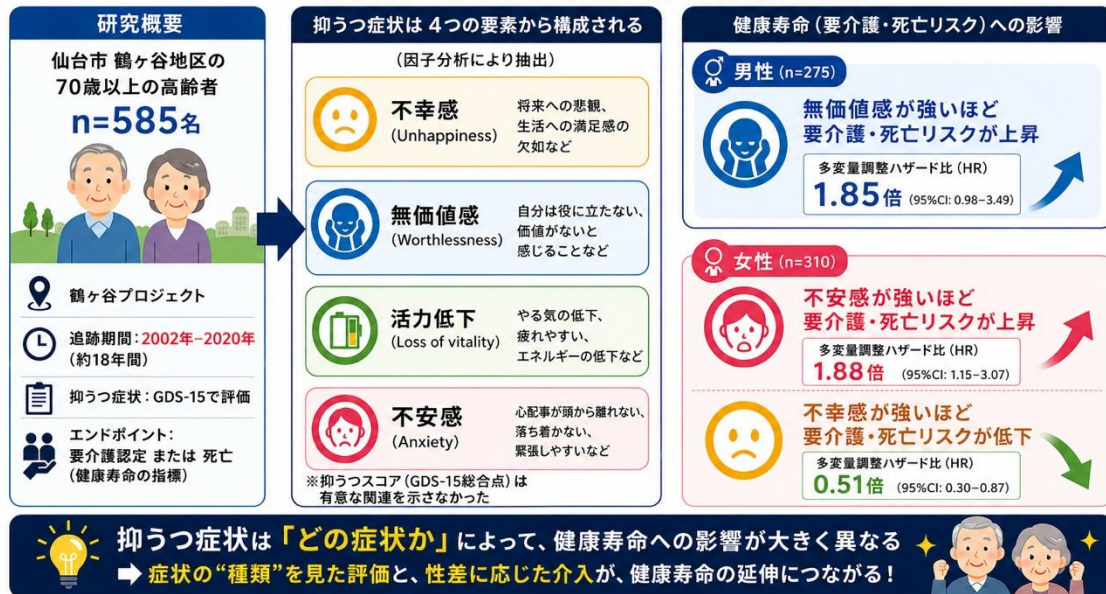 研究概要
仙台市 鶴ヶ谷地区の
70歳以上の高齢者
n=585名
鶴ヶ谷プロジェクト
追跡期間：2002年−2020年
(約18年間)
抑うつ症状：GDS-15で評価
エンドポイント：
要介護認定 または 死亡
(健康寿命の指標)
抑うつ症状は 4つの要素から構成される
(因子分析により抽出)
不幸感
(Unhappiness)
将来への悲観、
生活への満足感の
欠如など
無価値感
(Worthlessness)
自分は役に立たない、
価値がないと
感じることなど
活力低下
(Loss of vitality)
やる気の低下、
疲れやすい、
エネルギーの低下など
不安感
(Anxiety)
心配事が頭から離れない、
落ち着かない、
緊張しやすいなど
※抑うつスコア(GDS-15総合点)は
有意な関連を示さなかった
健康寿命(要介護・死亡リスク)への影響
男性 (n=275)
無価値感が強いほど
要介護・死亡リスクが上昇
多変量調整ハザード比(HR)
1.85倍 (95%CI: 0.98−3.49)
女性 (n=310)
不安感が強いほど
要介護・死亡リスクが上昇
多変量調整ハザード比(HR)
1.88倍 (95%CI: 1.15−3.07)
不幸感が強いほど
要介護・死亡リスクが低下
多変量調整ハザード比(HR)
0.51倍 (95%CI: 0.30−0.87)
抑うつ症状は「どの症状か」によって、健康寿命への影響が大きく異なる
➡ 症状の“種類”を見た評価と、性差に応じた介入が、健康寿命の延伸につながる！